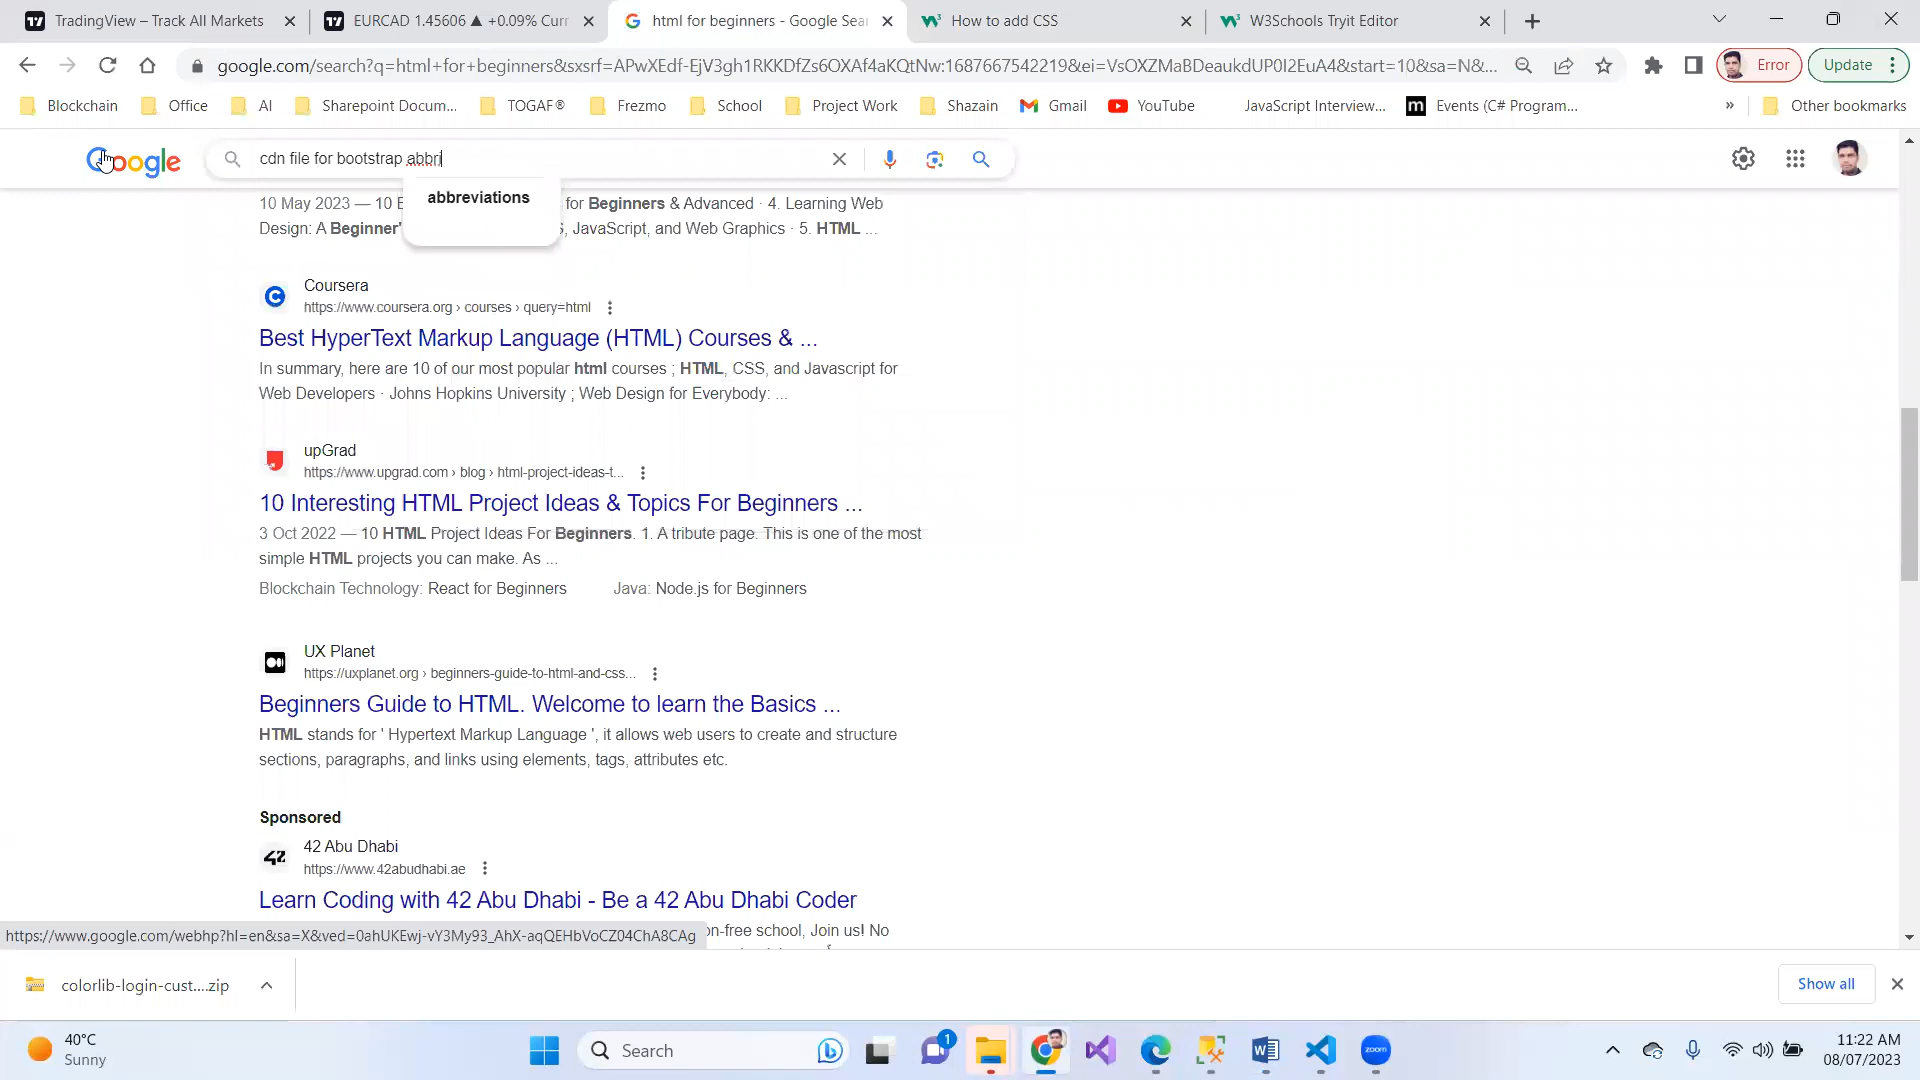 TradingView – Track All Markets
EURCAD 1.45606 ▲ +0.09% Curr
html for beginners - Google Sea
How to add CSS
W3Schools Tryit Editor
google.com/search?q=html+for+beginners&sxsrf=APwXEdf-EjV3gh1RKKDfZs6OXAf4aKQtNw:1687667542219&ei=VsOXZMaBDeaukdUP0I2EuA4&start=10&sa=N&...
Error
Update
Blockchain
Office
AI
Sharepoint Docum...
TOGAF®
Frezmo
School
Project Work
Shazain
Gmail
YouTube
JavaScript Interview...
m
Events (C# Program...
»
Other bookmarks
Google
cdn file for bootstrap abbri
abbreviations
10 May 2023 — 10 B
for Beginners & Advanced · 4. Learning Web
Design: A Beginner'
S, JavaScript, and Web Graphics · 5. HTML ...
Coursera
https://www.coursera.org › courses › query=html
Best HyperText Markup Language (HTML) Courses & ...
In summary, here are 10 of our most popular html courses ; HTML, CSS, and Javascript for
Web Developers · Johns Hopkins University ; Web Design for Everybody: ...
upGrad
https://www.upgrad.com › blog › html-project-ideas-t...
10 Interesting HTML Project Ideas & Topics For Beginners ...
3 Oct 2022 — 10 HTML Project Ideas For Beginners. 1. A tribute page. This is one of the most
simple HTML projects you can make. As ...
Blockchain Technology: React for Beginners
Java: Node.js for Beginners
UX Planet
https://uxplanet.org › beginners-guide-to-html-and-css...
Beginners Guide to HTML. Welcome to learn the Basics ...
HTML stands for ' Hypertext Markup Language ', it allows web users to create and structure
sections, paragraphs, and links using elements, tags, attributes etc.
Sponsored
42 Abu Dhabi
https://www.42abudhabi.ae
Learn Coding with 42 Abu Dhabi - Be a 42 Abu Dhabi Coder
on-free school, Join us! No
https://www.google.com/webhp?hl=en&sa=X&ved=0ahUKEwj-vY3My93_AhX-aqQEHbVoCZ04ChA8CAg
colorlib-login-cust....zip
Show all
40°C
Sunny
Search
1
zoom
11:22 AM
08/07/2023